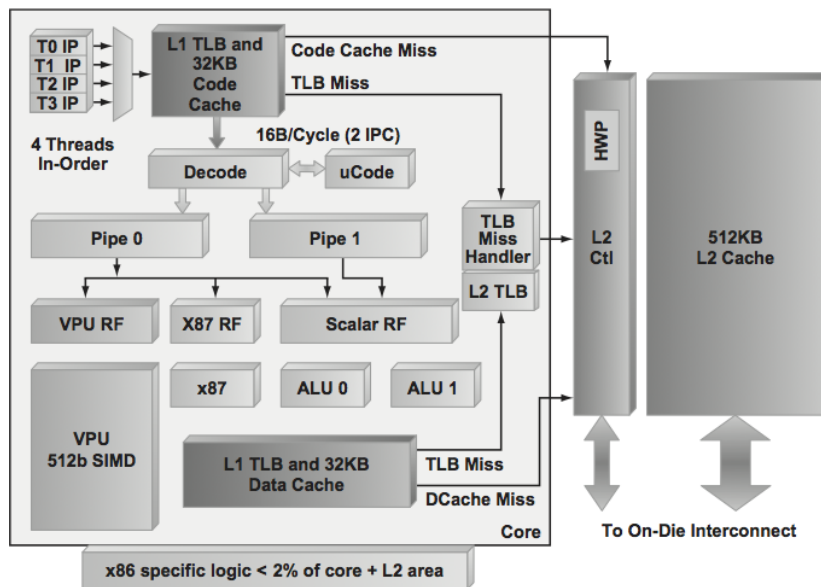 T0 IP
T1 IP
T2 IP
T3 IP
4 Threads
In-Order
L1 TLB and
32KB
Code
Cache
Code Cache Miss
TLB Miss
16B/Cycle (2 IPC)
Decode
uCode
Pipe 0
Pipe 1
TLB
Miss
Handler
L2 TLB
HWP
L2
Ctl
512KB
L2 Cache
VPU RF
X87 RF
Scalar RF
x87
ALU 0
ALU 1
VPU
512b SIMD
L1 TLB and 32KB
Data Cache
TLB Miss
DCache Miss
Core
To On-Die Interconnect
x86 specific logic < 2% of core + L2 area